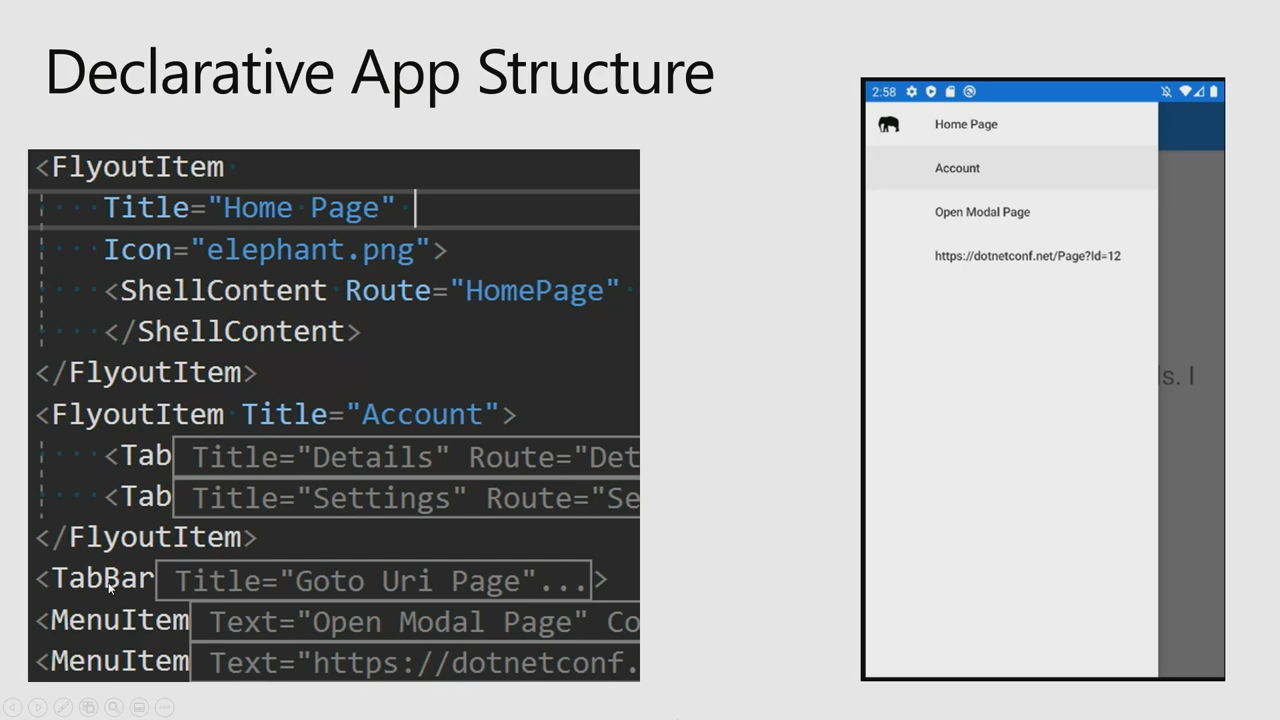 Declarative App Structure
<FlyoutItem
Title="Home Page"
Icon="elephant.png">
<ShellContent Route="HomePage"
</ShellContent>
</FlyoutItem>
<FlyoutItem Title="Account">
<Tab Title="Details" Route="Det
<Tab Title="Settings" Route="Se
</FlyoutItem>
<TabBar Title="Goto Uri Page"...>
<MenuItem Text="Open Modal Page" Co
<MenuItem Text="https://dotnetconf.
2:58
Home Page
Account
Open Modal Page
https://dotnetconf.net/Page?Id=12
ls. I